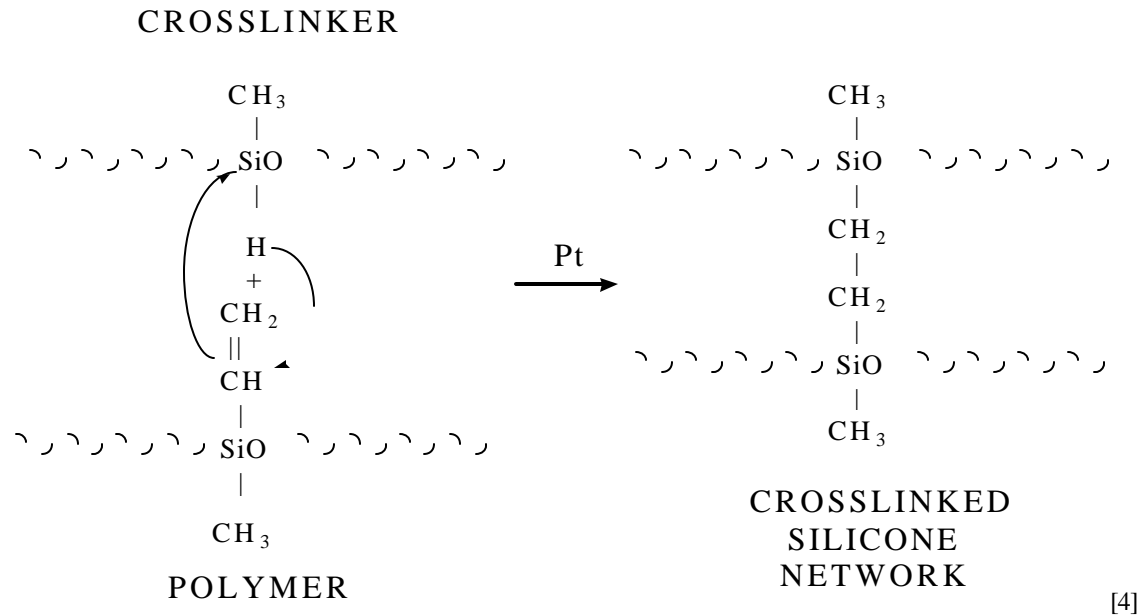 CROSSLINKER
CH3
|
SiO
|
H
+
CH2
||
CH
|
SiO
|
CH3
POLYMER
Pt
CH3
|
SiO
|
CH2
|
CH2
|
SiO
|
CH3
CROSSLINKED
SILICONE
NETWORK
[4]